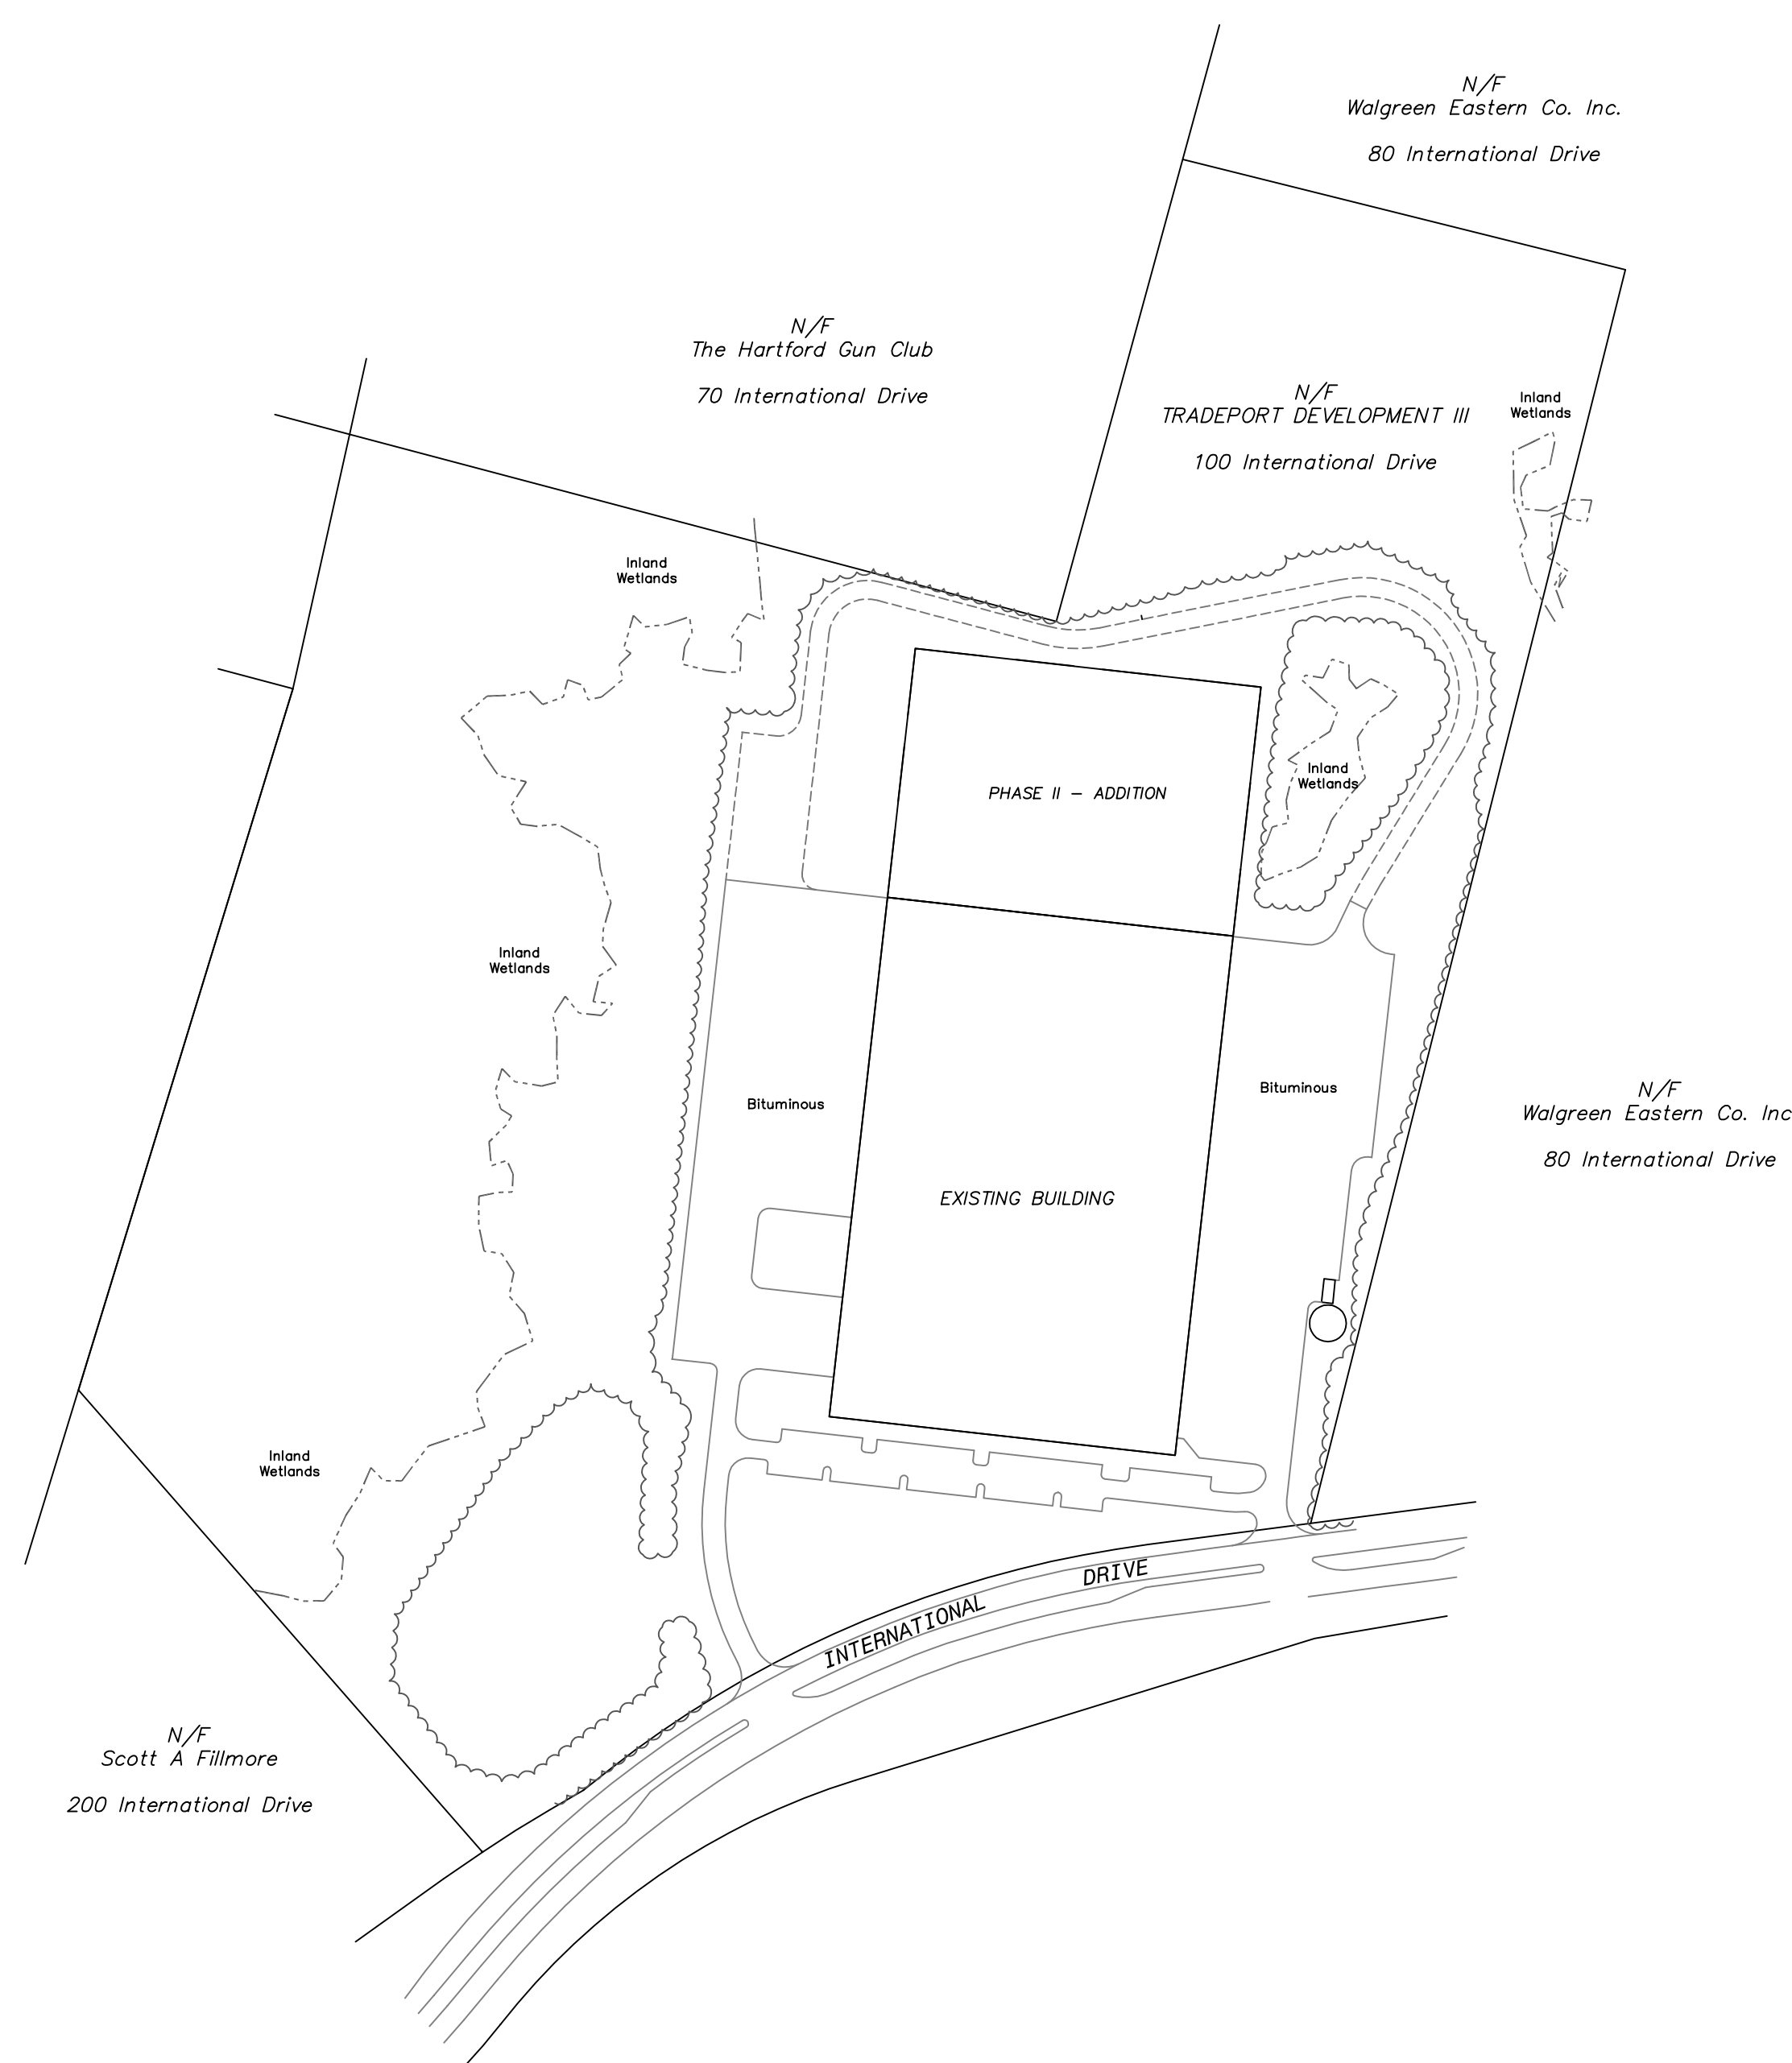 N/F
Walgreen Eastern Co. Inc.
80 International Drive
N/F
The Hartford Gun Club
70 International Drive
N/F
TRADEPORT DEVELOPMENT III
100 International Drive
Inland
Wetlands
Inland
Wetlands
Inland
Wetlands
PHASE II – ADDITION
Inland
Wetlands
Bituminous
Bituminous
N/F
Walgreen Eastern Co. Inc
80 International Drive
EXISTING BUILDING
Inland
Wetlands
INTERNATIONAL DRIVE
N/F
Scott A Fillmore
200 International Drive